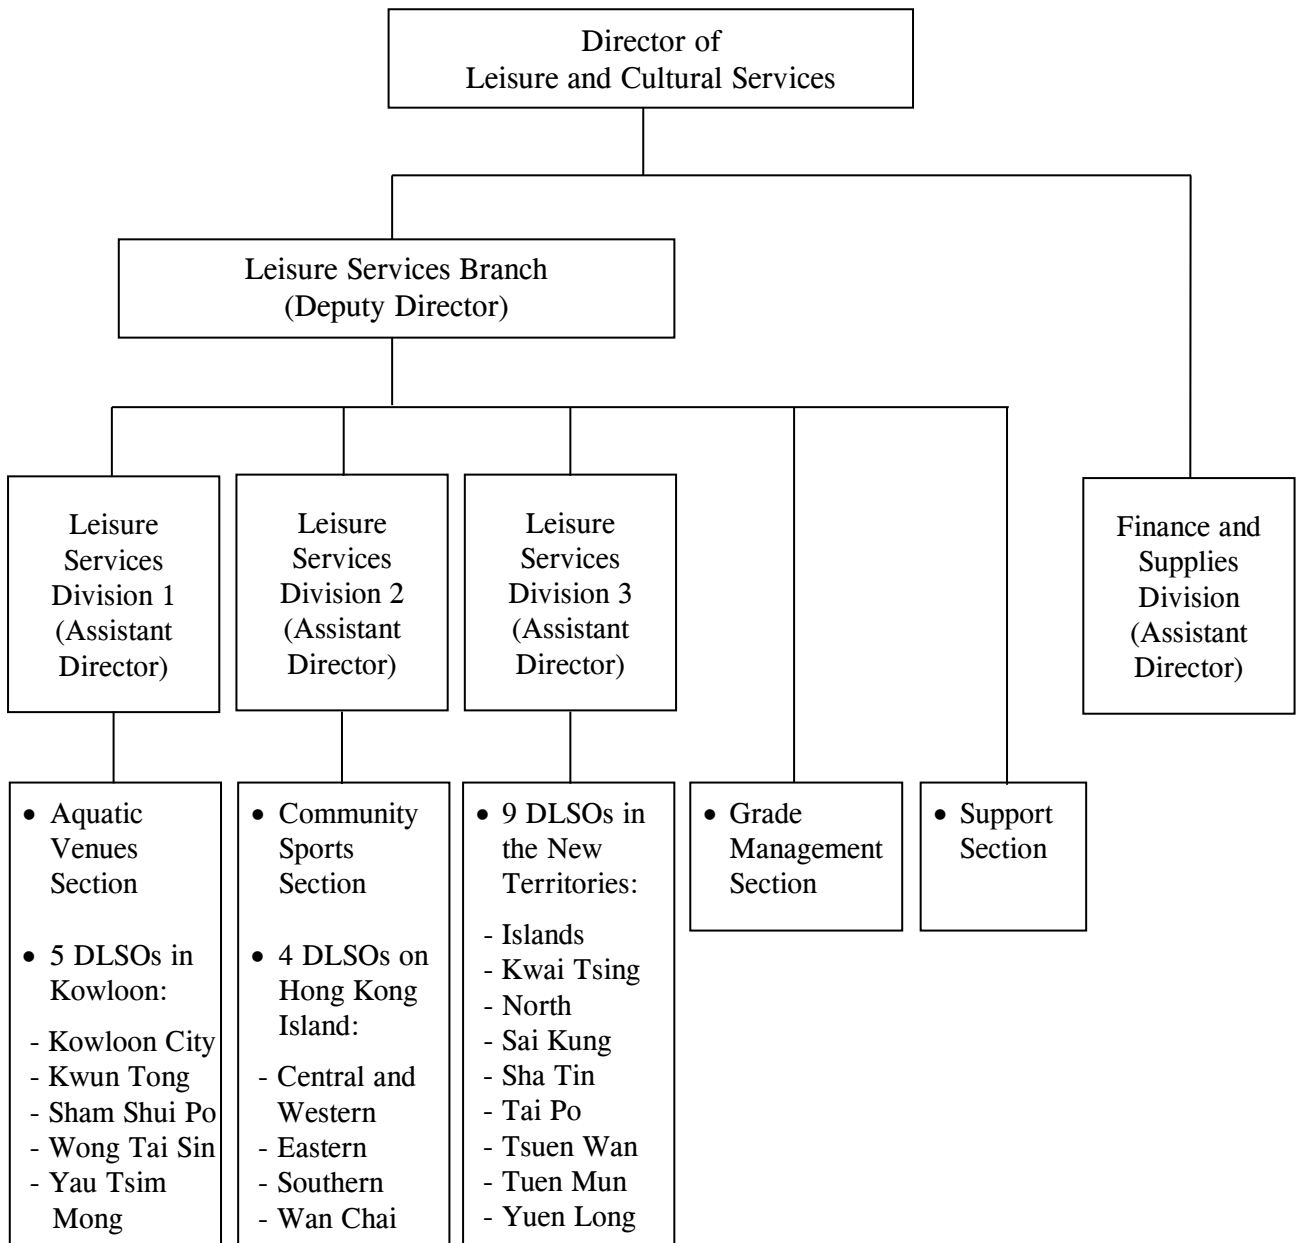 Director of
Leisure and Cultural Services
Leisure Services Branch
(Deputy Director)
Leisure
Services
Division 1
(Assistant
Director)
Leisure
Services
Division 2
(Assistant
Director)
Leisure
Services
Division 3
(Assistant
Director)
Finance and
Supplies
Division
(Assistant
Director)
• Aquatic
Venues
Section
• 5 DLSOs in
Kowloon:
- Kowloon City
- Kwun Tong
- Sham Shui Po
- Wong Tai Sin
- Yau Tsim
Mong
• Community
Sports
Section
• 4 DLSOs on
Hong Kong
Island:
- Central and
Western
- Eastern
- Southern
- Wan Chai
• 9 DLSOs in
the New
Territories:
- Islands
- Kwai Tsing
- North
- Sai Kung
- Sha Tin
- Tai Po
- Tsuen Wan
- Tuen Mun
- Yuen Long
• Grade
Management
Section
• Support
Section